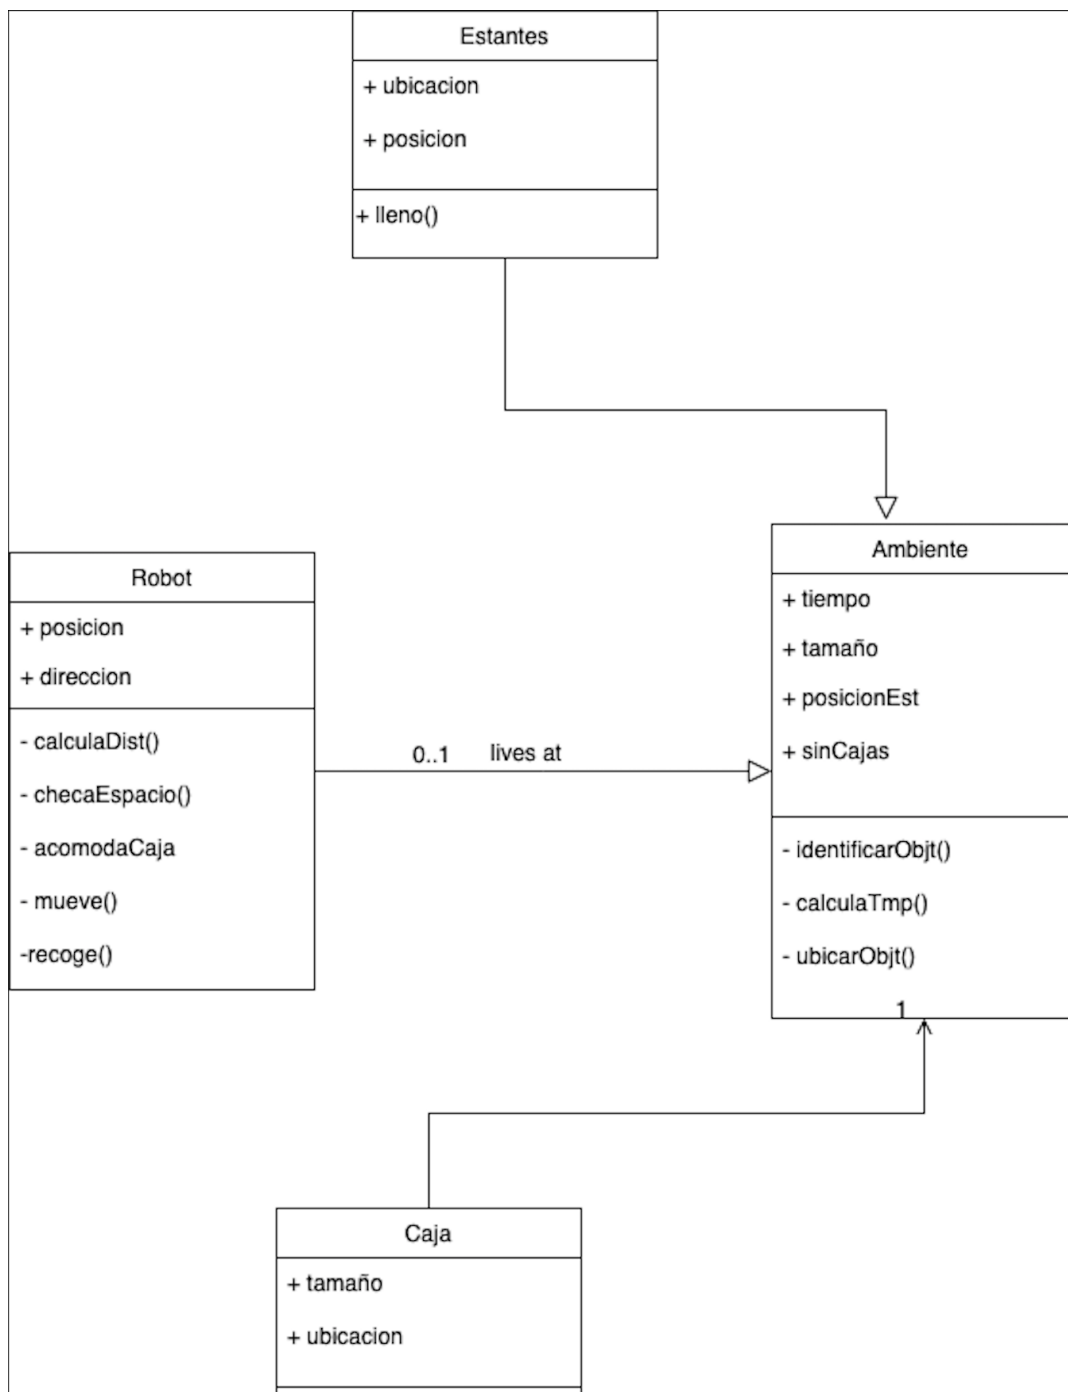 Estantes
+ ubicacion
+ posicion
+ lleno()
Robot
+ posicion
+ direccion
- calculaDist()
- checaEspacio()
- acomodaCaja
- mueve()
-recoge()
0..1 lives at
Ambiente
+ tiempo
+ tamaño
+ posicionEst
+ sinCajas
- identificarObjt()
- calculaTmp()
- ubicarObjt()
1
Caja
+ tamaño
+ ubicacion